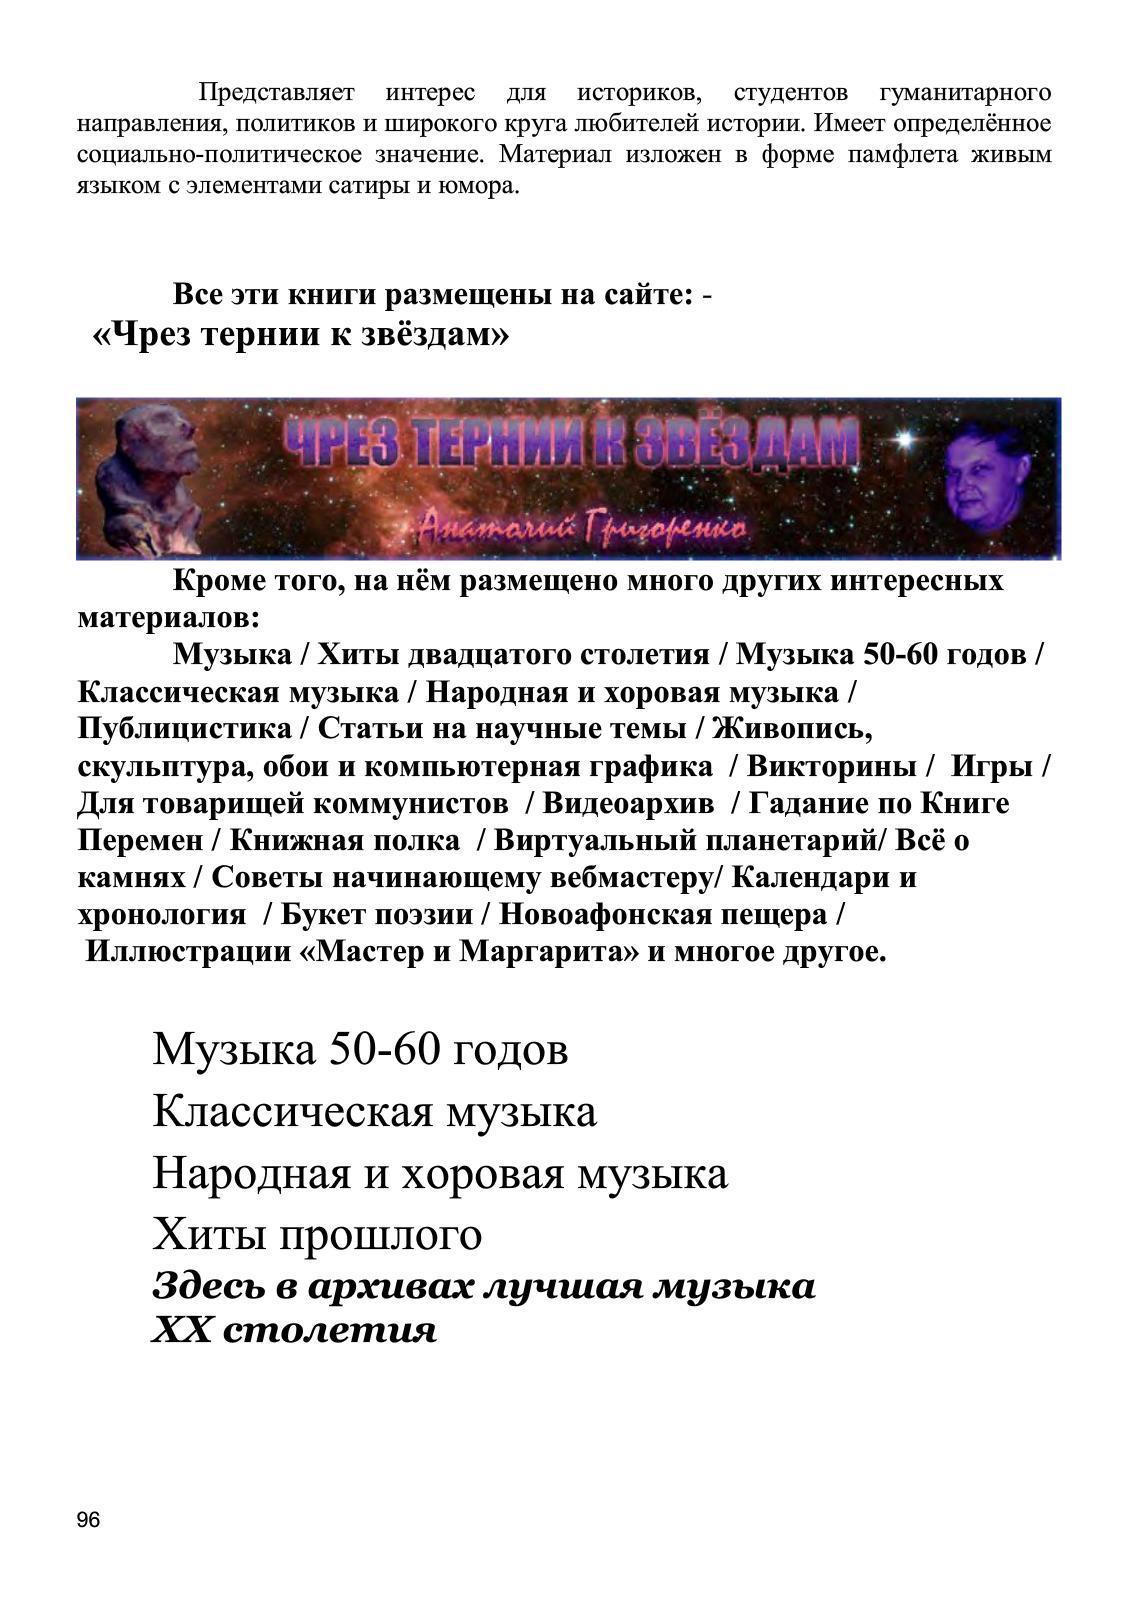 Представляет интерес для историков, студентов гуманитарного
направления, политиков и широкого круга любителей истории. Имеет определённое
социально-политическое значение. Материал изложен в форме памфлета живым
языком с элементами сатиры и юмора.
Все эти книги размещены на сайте: -
«Чрез тернии к звёздам»
ЧРЕЗ ТЕРНИИ К ЗВЁЗДАМ
Анатолий Григоренко
Кроме того, на нём размещено много других интересных
материалов:
Музыка / Хиты двадцатого столетия / Музыка 50-60 годов /
Классическая музыка / Народная и хоровая музыка /
Публицистика / Статьи на научные темы / Живопись,
скульптура, обои и компьютерная графика / Викторины / Игры /
Для товарищей коммунистов / Видеоархив / Гадание по Книге
Перемен / Книжная полка / Виртуальный планетарий/ Всё о
камнях / Советы начинающему вебмастеру/ Календари и
хронология / Букет поэзии / Новоафонская пещера /
Иллюстрации «Мастер и Маргарита» и многое другое.
Музыка 50-60 годов
Классическая музыка
Народная и хоровая музыка
Хиты прошлого
Здесь в архивах лучшая музыка
XX столетия
96